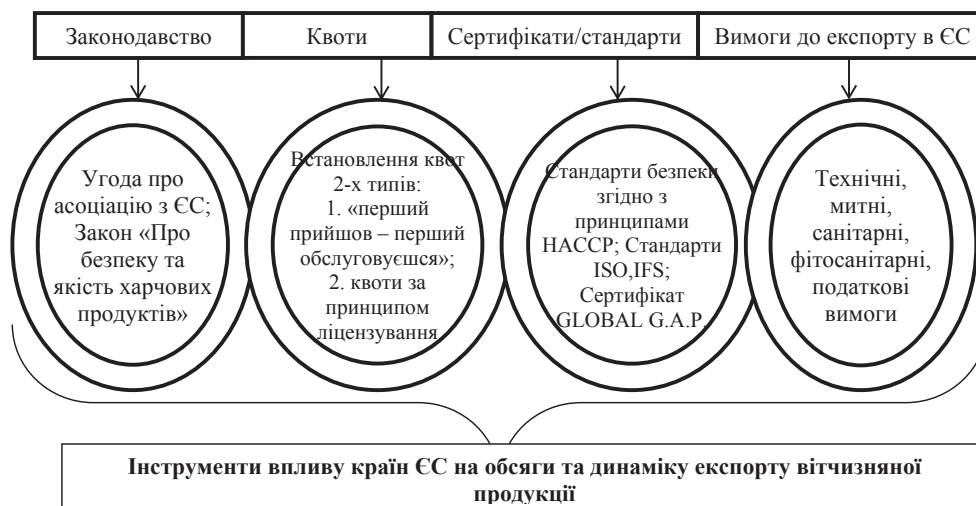 Законодавство
Квоти
Сертифікати/стандарти
Вимоги до експорту в ЄС
Угода про
асоціацію з ЄС;
Закон «Про
безпеку та
якість харчових
продуктів»
Встановлення квот
2-х типів:
1. «перший
прийшов – перший
обслуговуєшся»;
2. квоти за
принципом
ліцензування
Стандарти безпеки
згідно з
принципами
HACCP; Стандарти
ISO,IFS;
Сертифікат
GLOBAL G.A.P.
Технічні,
митні,
санітарні,
фітосанітарні,
податкові
вимоги
Інструменти впливу країн ЄС на обсяги та динаміку експорту вітчизняної
продукції